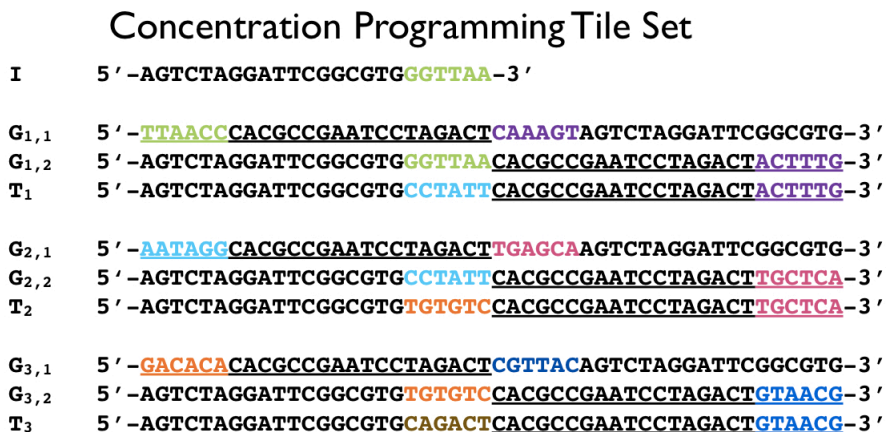 Concentration Programming Tile Set
I 5′-AGTCTAGGATTCGGCGTGGGTTAA-3′
G1,1 5‘-TTAACCCACGCCGAATCCTAGACTCAAAGTAGTCTAGGATTCGGCGTG-3′
G1,2 5′-AGTCTAGGATTCGGCGTGGGTTAACACGCCGAATCCTAGACTACTTTG-3′
T1 5′-AGTCTAGGATTCGGCGTGCCTATTCACGCCGAATCCTAGACTACTTTG-3′
G2,1 5′-AATAGGCACGCCGAATCCTAGACTTGAGCAAGTCTAGGATTCGGCGTG-3′
G2,2 5‘-AGTCTAGGATTCGGCGTGCCTATTCACGCCGAATCCTAGACTTGCTCA-3′
T2 5′-AGTCTAGGATTCGGCGTGTGTGTCCACGCCGAATCCTAGACTTGCTCA-3′
G3,1 5′-GACACACACGCCGAATCCTAGACTCGTTACAGTCTAGGATTCGGCGTG-3′
G3,2 5′-AGTCTAGGATTCGGCGTGTGTGTCCACGCCGAATCCTAGACTGTAACG-3′
T3 5′-AGTCTAGGATTCGGCGTGCAGACTCACGCCGAATCCTAGACTGTAACG-3′